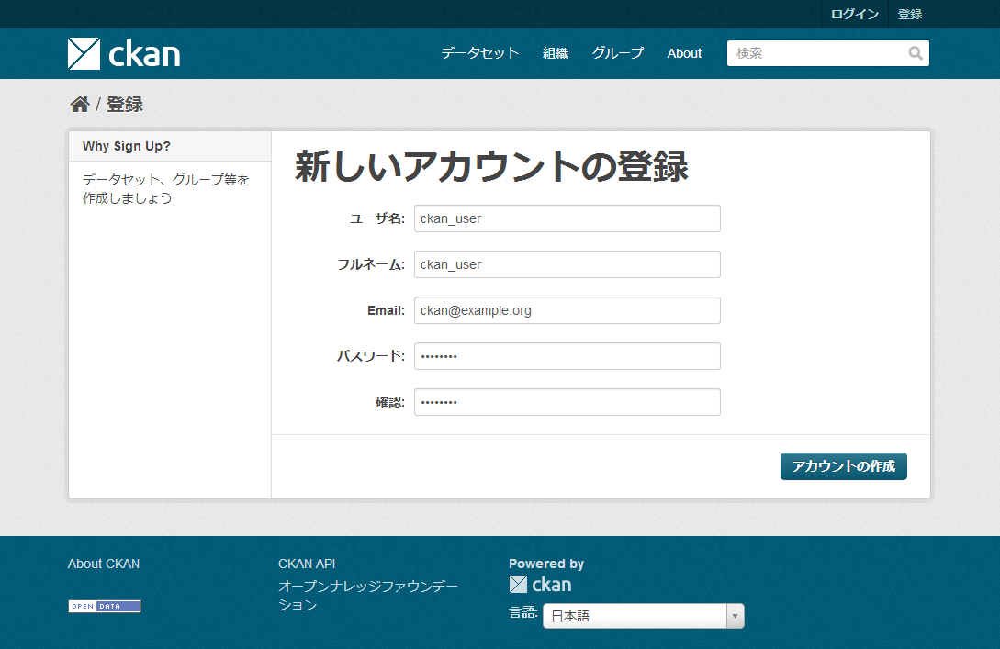 ログイン 登録
ckan データセット 組織 グループ About 検索
/ 登録
Why Sign Up?
データセット、グループ等を
作成しましょう
新しいアカウントの登録
ユーザ名: ckan_user
フルネーム: ckan_user
Email: ckan@example.org
パスワード: ••••••••
確認: ••••••••
アカウントの作成
About CKAN
OPEN DATA
CKAN API
オープンナレッジファウンデー
ション
Powered by
ckan
言語: 日本語